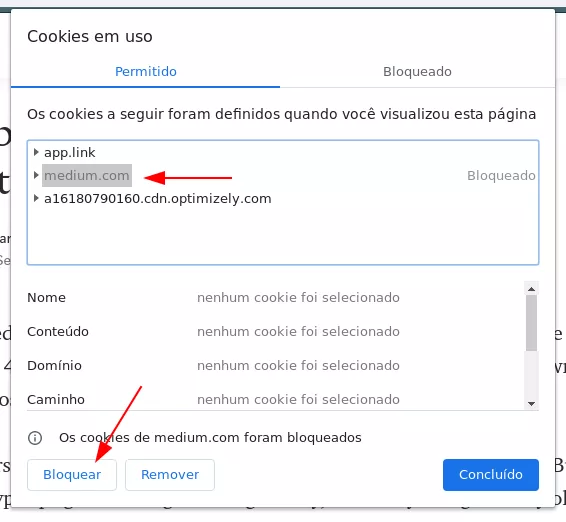 Cookies em uso
Permitido
Bloqueado
Os cookies a seguir foram definidos quando você visualizou esta página
app.link
medium.com
Bloqueado
a16180790160.cdn.optimizely.com
Nome nenhum cookie foi selecionado
Conteúdo nenhum cookie foi selecionado
Domínio nenhum cookie foi selecionado
Caminho nenhum cookie foi selecionado
Os cookies de medium.com foram bloqueados
Bloquear
Remover
Concluído